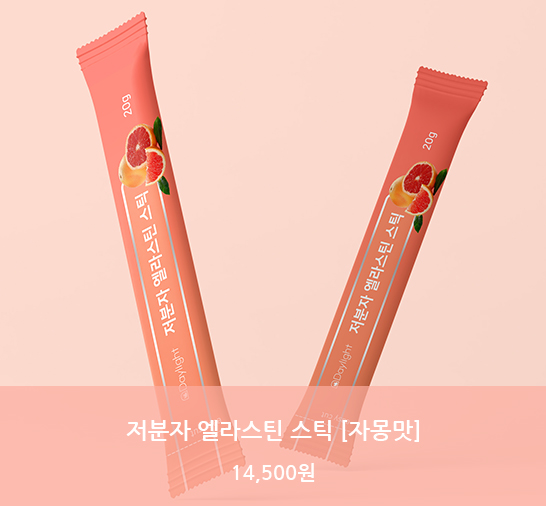 20g
저분자 엘라스틴 스틱
Daylight
20g
저분자 엘라스틴 스틱
Daylight
저분자 엘라스틴 스틱 [자몽맛]
14,500원